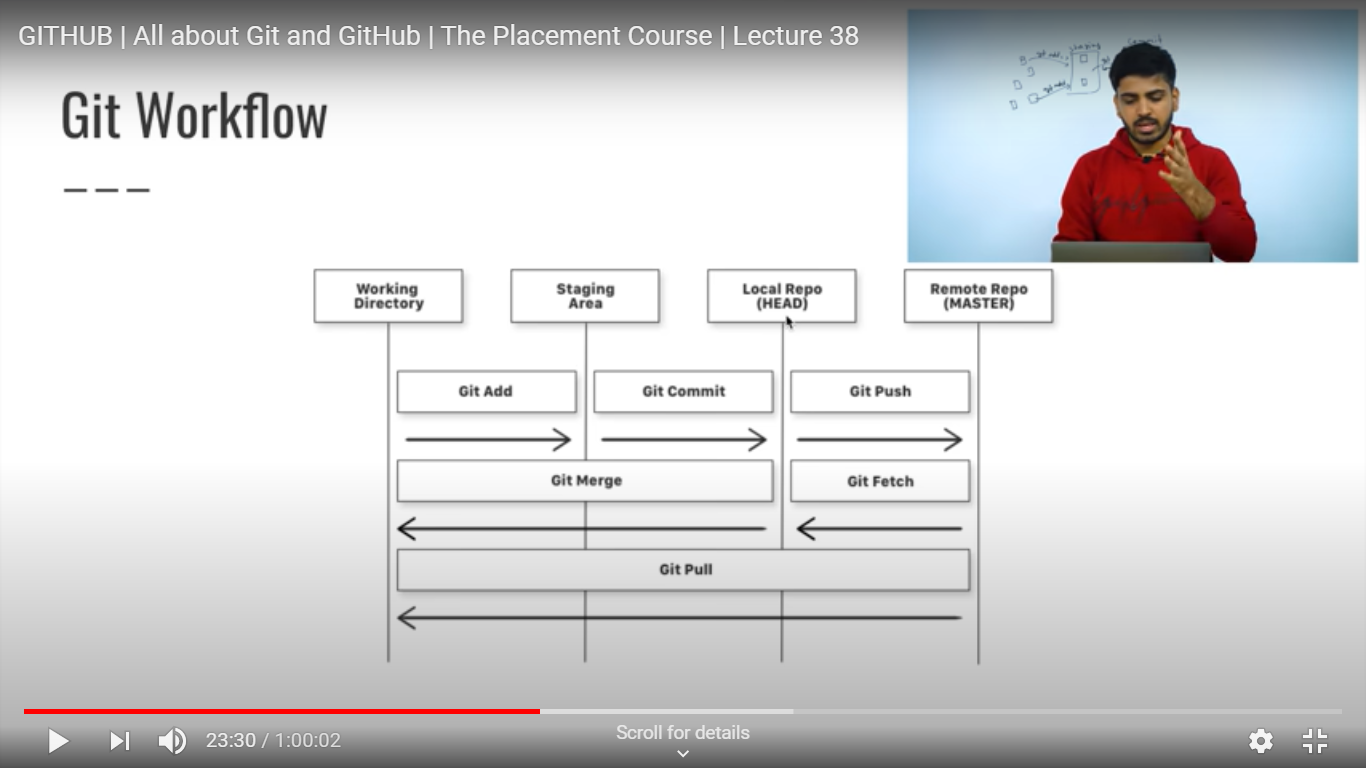 GITHUB | All about Git and GitHub | The Placement Course | Lecture 38
Git Workflow
Working
Directory
Staging
Area
Local Repo
(HEAD)
Remote Repo
(MASTER)
Git Add
Git Commit
Git Push
Git Merge
Git Fetch
Git Pull
Scroll for details
23:30 / 1:00:02